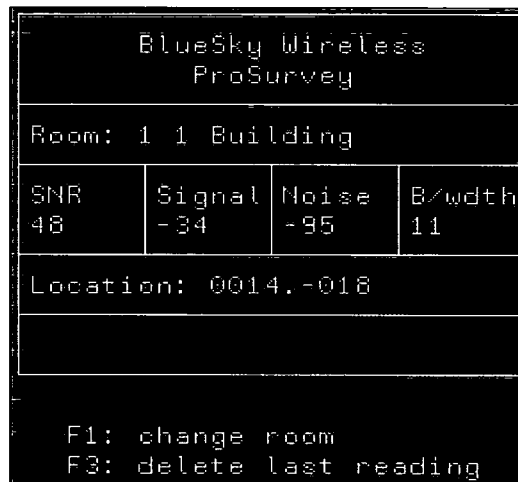 BlueSky Wireless
ProSurvey
Room: 1 1 Building
SNR Signal Noise B/wdth
48 -34 -95 11
Location: 0014.-018
F1: change room
F3: delete last reading